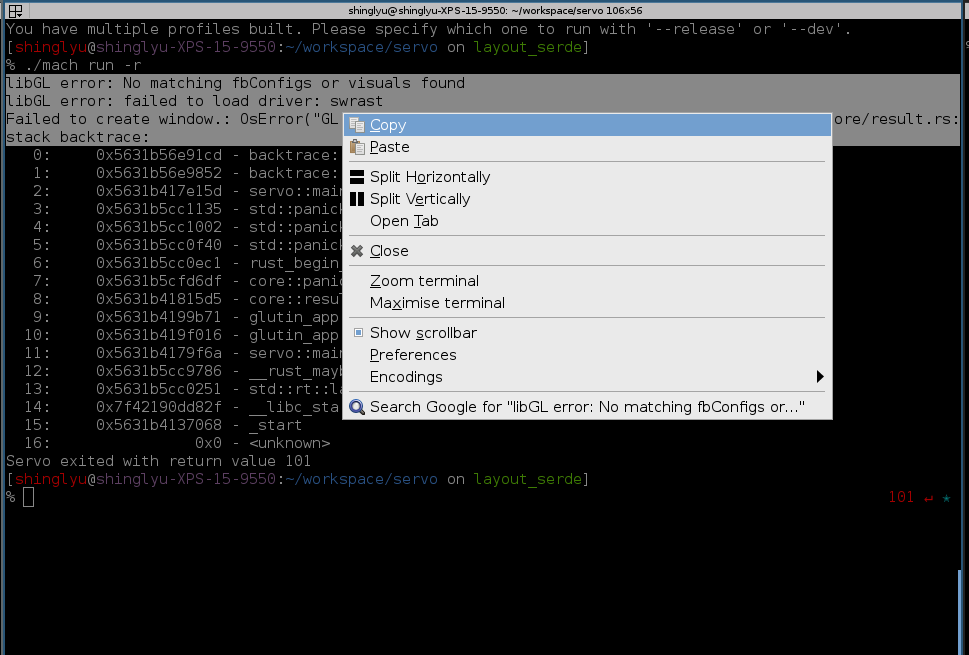 shinglyu@shinglyu-XPS-15-9550: ~/workspace/servo 106x56
You have multiple profiles built. Please specify which one to run with '--release' or '--dev'.
[shinglyu@shinglyu-XPS-15-9550:~/workspace/servo on layout_serde]
% ./mach run -r
libGL error: No matching fbConfigs or visuals found
libGL error: failed to load driver: swrast
Failed to create window.: OsError("GL ore/result.rs:
stack backtrace:
0: 0x5631b56e91cd - backtrace:
1: 0x5631b56e9852 - backtrace:
2: 0x5631b417e15d - servo::mai
3: 0x5631b5cc1135 - std::panick
4: 0x5631b5cc1002 - std::panick
5: 0x5631b5cc0f40 - std::panick
6: 0x5631b5cc0ec1 - rust_begin_
7: 0x5631b5cfd6df - core::pani
8: 0x5631b41815d5 - core::resu
9: 0x5631b4199b71 - glutin_app
10: 0x5631b419f016 - glutin_app
11: 0x5631b4179f6a - servo::mai
12: 0x5631b5cc9786 - __rust_mayb
13: 0x5631b5cc0251 - std::rt::la
14: 0x7f42190dd82f - __libc_sta
15: 0x5631b4137068 - _start
16: 0x0 - <unknown>
Servo exited with return value 101
[shinglyu@shinglyu-XPS-15-9550:~/workspace/servo on layout_serde]
% 101 ↵ ★
Copy
Paste
Split Horizontally
Split Vertically
Open Tab
Close
Zoom terminal
Maximise terminal
Show scrollbar
Preferences
Encodings
Search Google for "libGL error: No matching fbConfigs or..."